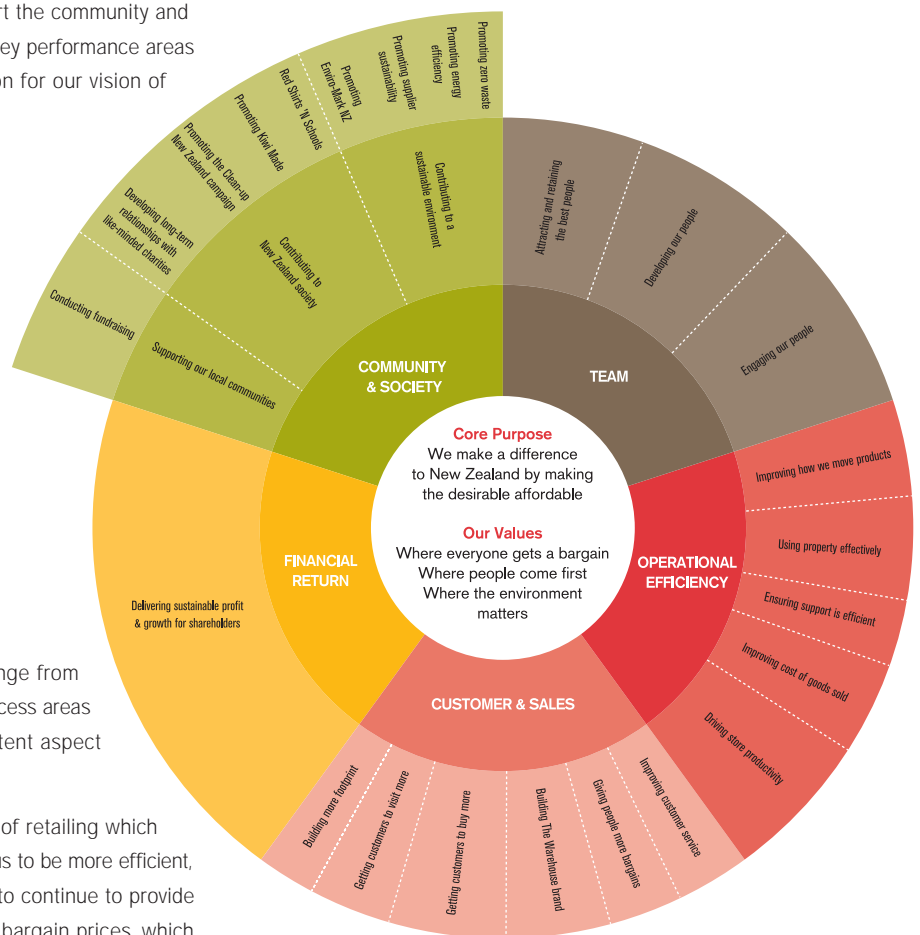 rt the community and
ey performance areas
on for our vision of
Promoting zero waste
Promoting energy
efficiency
Promoting supplier
sustainability
Promoting
Enviro-Mark NZ
Red Shirts 'N Schools
Promoting Kiwi Made
Promoting the Clean-up
New Zealand campaign
Developing long-term
relationships with
like-minded charities
Conducting fundraising
Contributing to a
sustainable environment
Contributing to
New Zealand society
Supporting our local communities
COMMUNITY
& SOCIETY
Attracting and retaining
the best people
Developing our people
Engaging our people
TEAM
Core Purpose
We make a difference
to New Zealand by making
the desirable affordable
Our Values
Where everyone gets a bargain
Where people come first
Where the environment
matters
FINANCIAL
RETURN
Delivering sustainable profit
& growth for shareholders
OPERATIONAL
EFFICIENCY
Improving how we move products
Using property effectively
Ensuring support is efficient
Improving cost of goods sold
Driving store productivity
CUSTOMER & SALES
Building more footprint
Getting customers to visit more
Getting customers to buy more
Building The Warehouse brand
Giving people more bargains
Improving customer service
nge from
cess areas
tent aspect
of retailing which
us to be more efficient,
to continue to provide
bargain prices, which